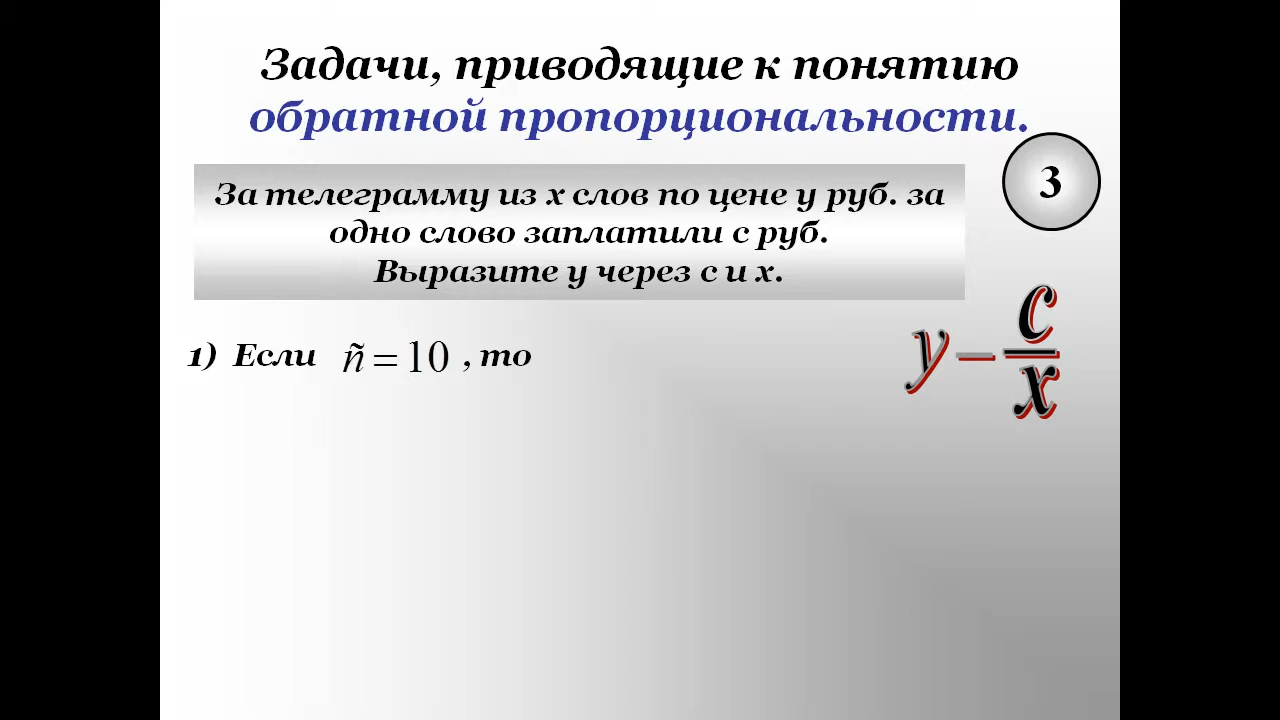 Задачи, приводящие к понятию
обратной пропорциональности.
3
За телеграмму из х слов по цене у руб. за
одно слово заплатили с руб.
Выразите у через с и х.
y – c/x
1) Если ñ = 10 , то